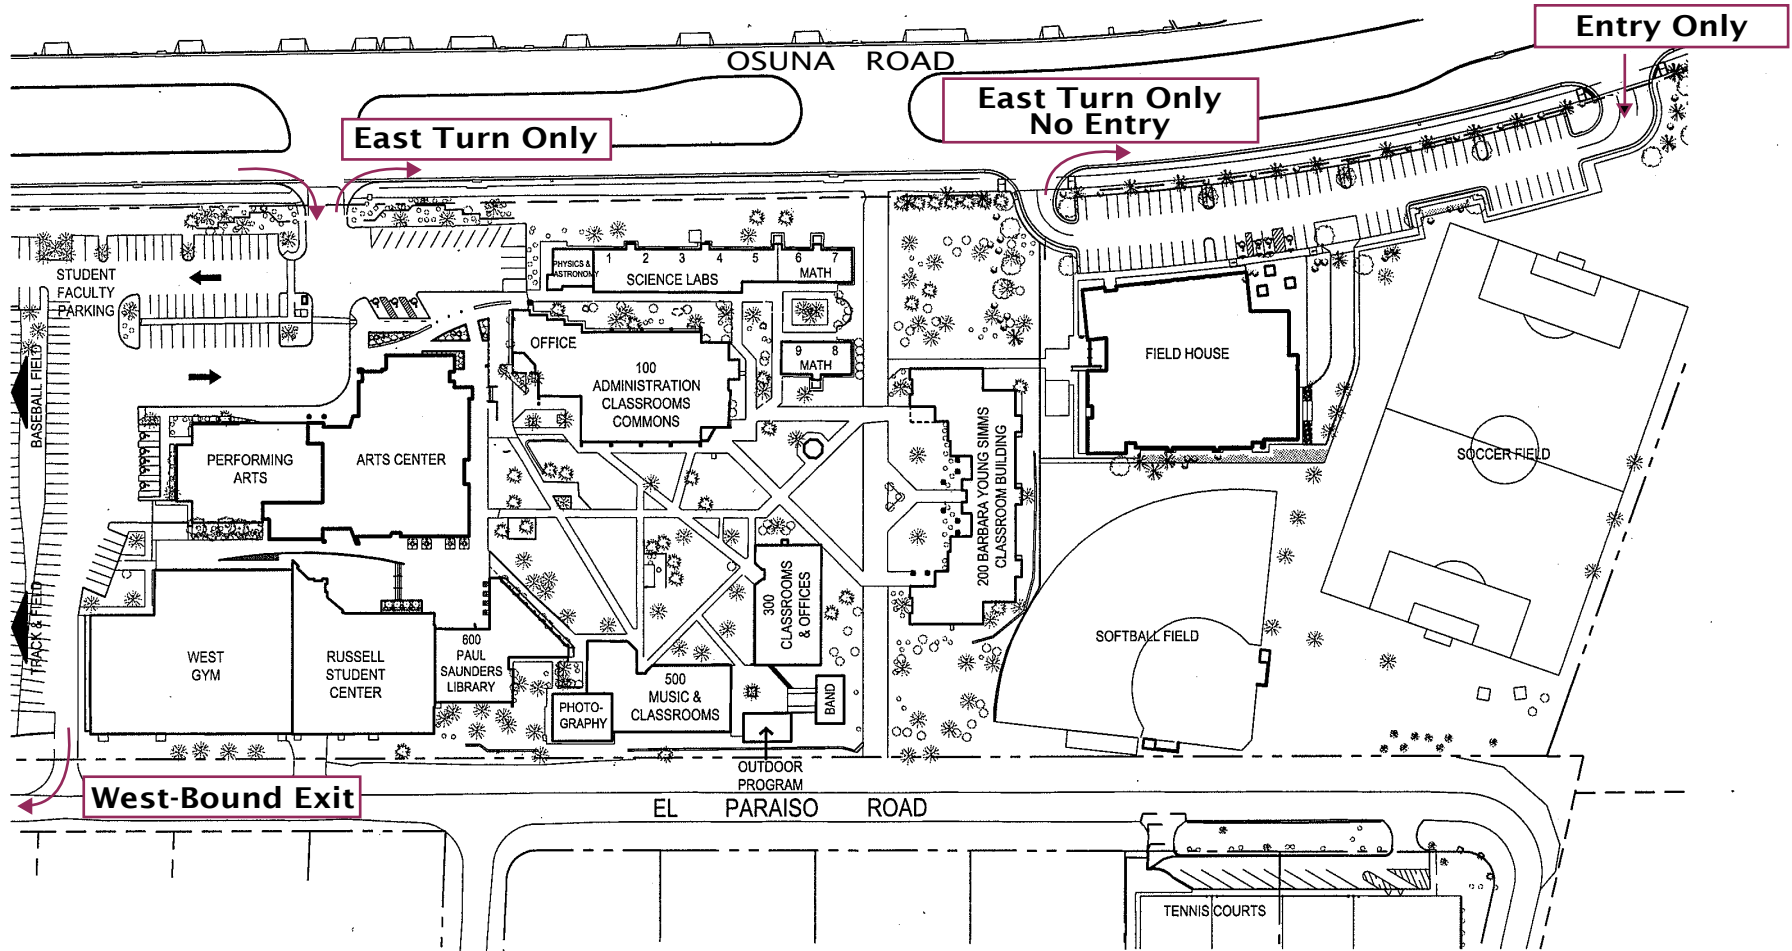 Entry Only
OSUNA ROAD
East Turn Only
No Entry
East Turn Only
STUDENT
FACULTY
PARKING
PHYSICS &
ASTRONOMY
1 2 3 4 5 6 7
SCIENCE LABS
MATH
OFFICE
100
ADMINISTRATION
CLASSROOMS
COMMONS
9 8
MATH
FIELD HOUSE
BASEBALL FIELD
PERFORMING
ARTS
ARTS CENTER
200 BARBARA YOUNG SIMMS
CLASSROOM BUILDING
SOCCER FIELD
TRACK & FIELD
WEST
GYM
RUSSELL
STUDENT
CENTER
600
PAUL
SAUNDERS
LIBRARY
300
CLASSROOMS
& OFFICES
SOFTBALL FIELD
PHOTO-
GRAPHY
500
MUSIC &
CLASSROOMS
BAND
OUTDOOR
PROGRAM
West-Bound Exit
EL PARAISO ROAD
TENNIS COURTS